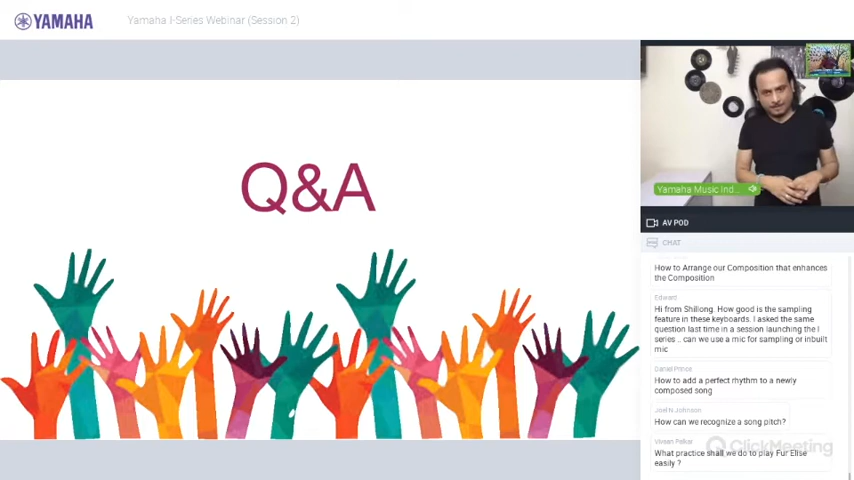 YAMAHA
Yamaha I-Series Webinar (Session 2)
Q&A
Yamaha Music Ind...
AV POD
CHAT
How to Arrange our Composition that enhances
the Composition
Edward
Hi from Shillong. How good is the sampling
feature in these keyboards. I asked the same
question last time in a session launching the I
series .. can we use a mic for sampling or inbuilt
mic
Daniel Prince
How to add a perfect rhythm to a newly
composed song
Joel N Johnson
How can we recognize a song pitch?
Vivaan Palkar
What practice shall we do to play Fur Ellise
easily ?
ClickMeeting